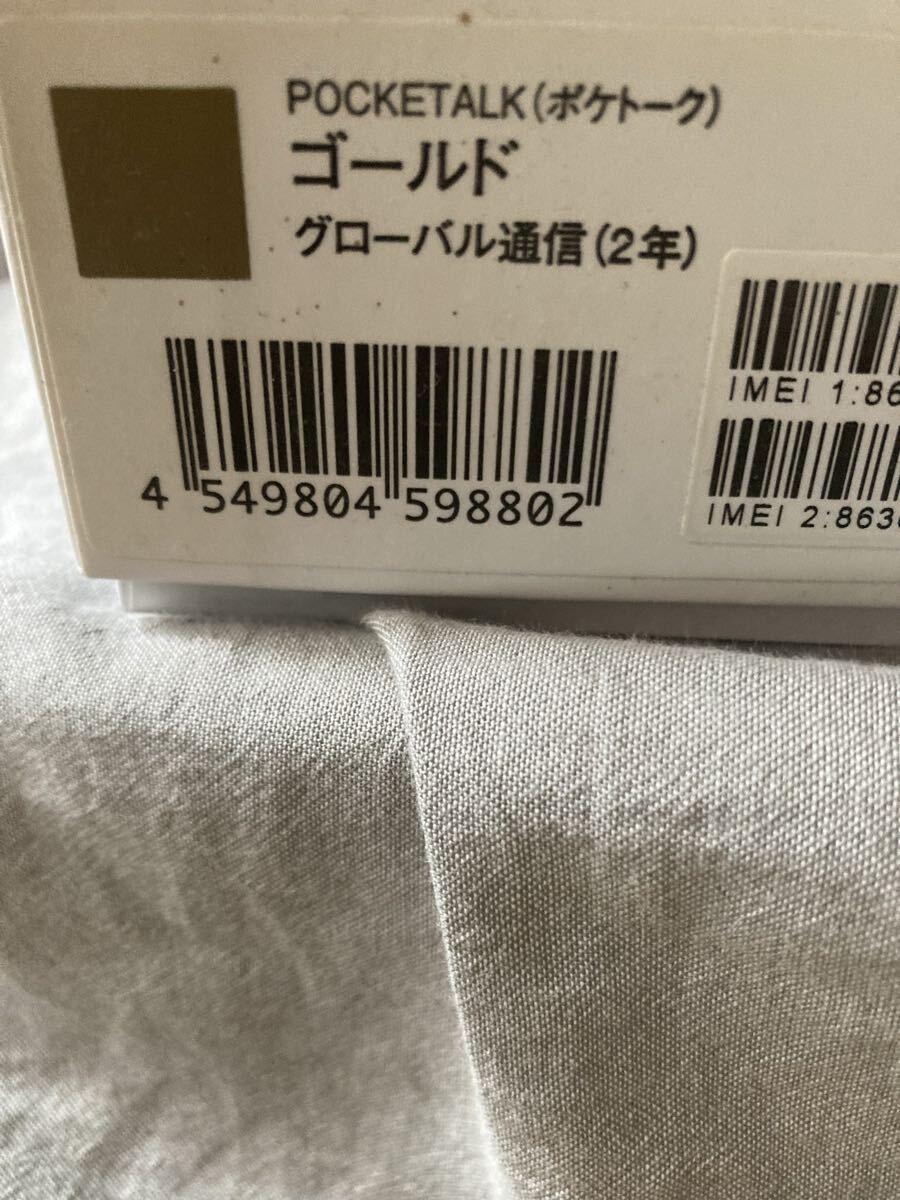 POCKETALK(ポケトーク)
ゴールド
グローバル通信(2年)
4 549804 598802
IMEI 1:86
IMEI 2:863